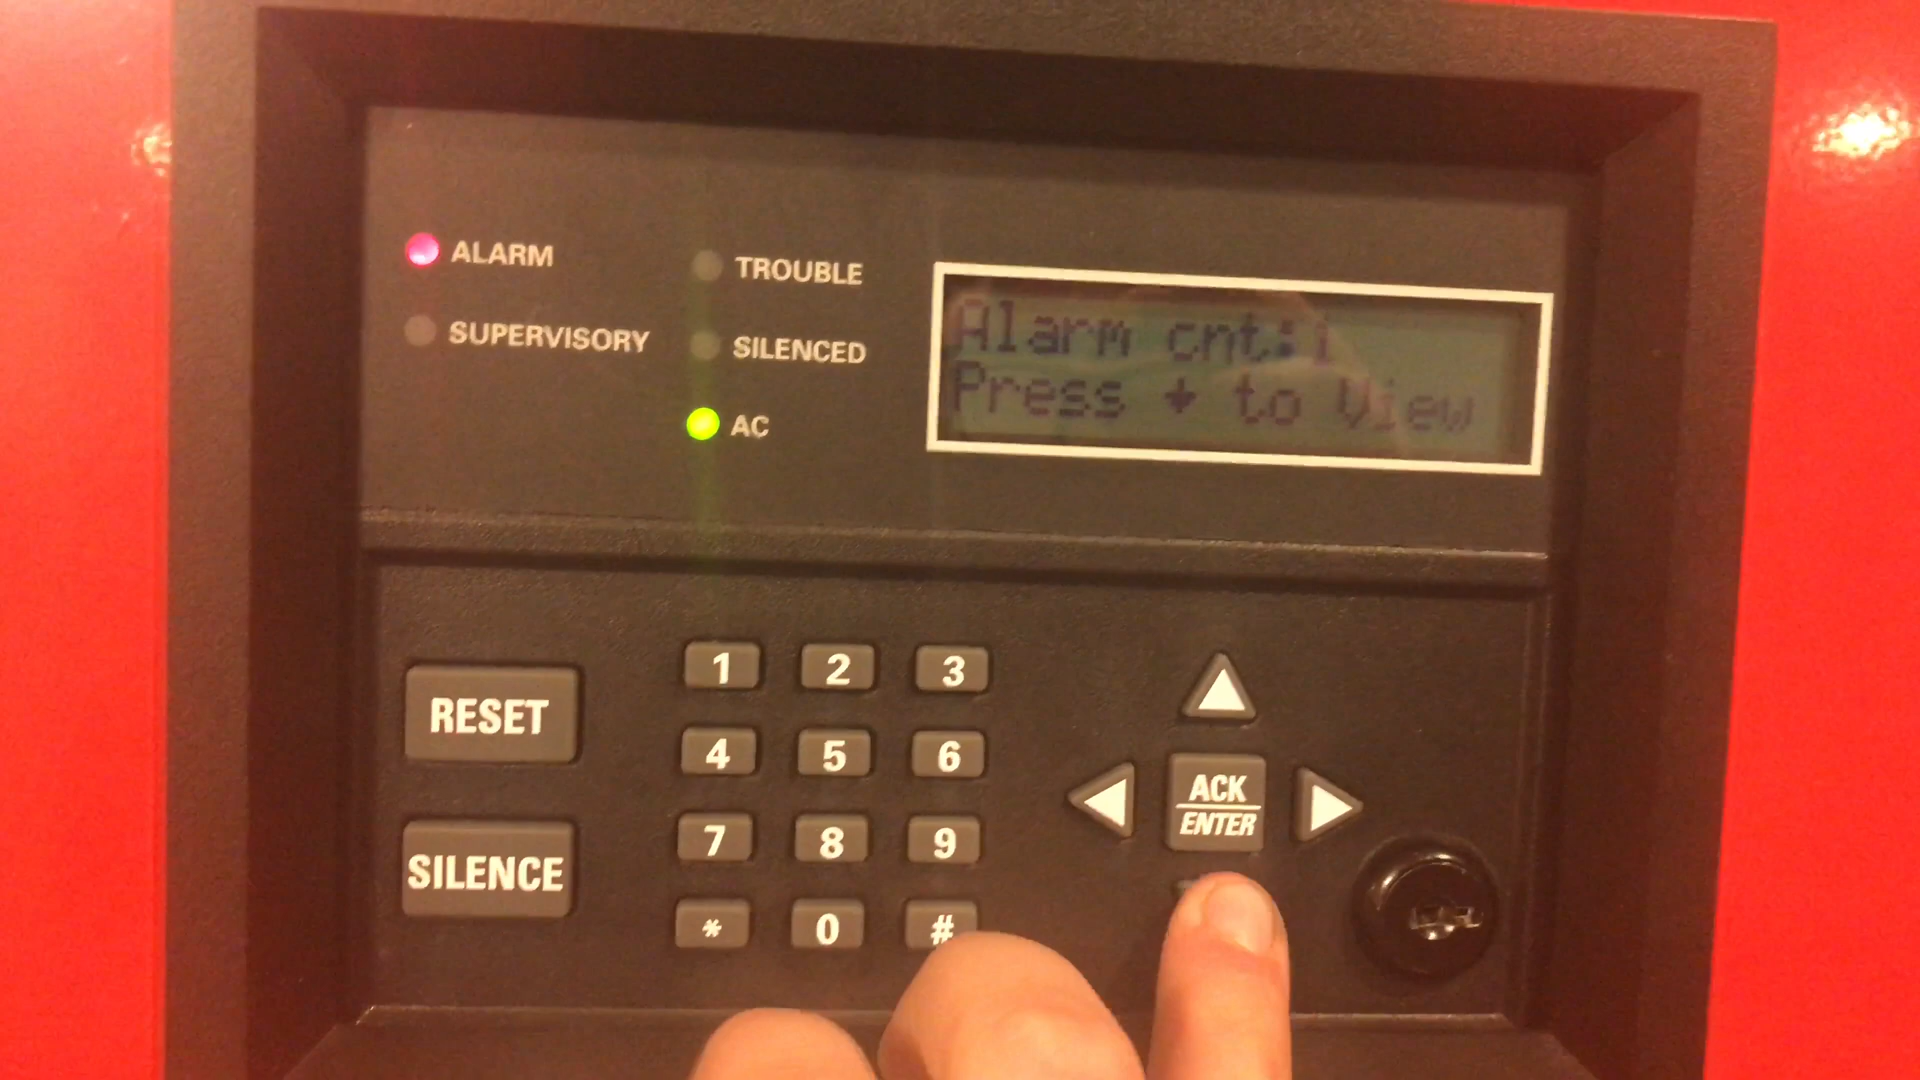 ALARM
TROUBLE
SUPERVISORY
SILENCED
AC
Alarm cnt:1
Press ↓ to View
RESET
SILENCE
1 2 3
4 5 6
7 8 9
* 0 #
ACK
ENTER